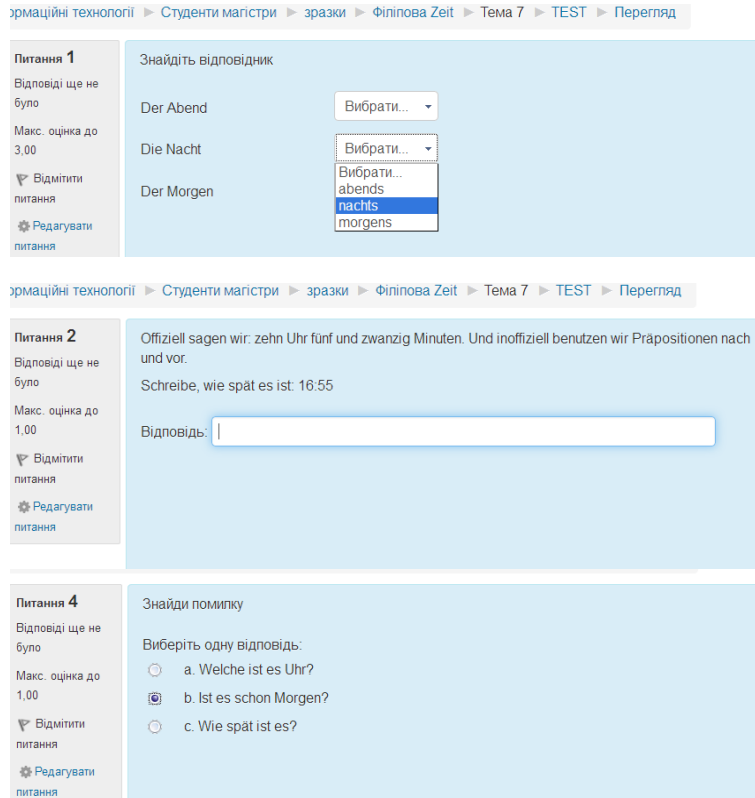 ормаційні технології ► Студенти магістри ► зразки ► Філіпова Zeit ► Тема 7 ► TEST ► Перегляд
Питання 1
Відповіді ще не
було
Макс. оцінка до
3,00
Відмітити
питання
Редагувати
питання
Знайдіть відповідник
Der Abend Вибрати...
Die Nacht Вибрати...
Вибрати...
abends
nachts
morgens
Der Morgen
ормаційні технології ► Студенти магістри ► зразки ► Філіпова Zeit ► Тема 7 ► TEST ► Перегляд
Питання 2
Відповіді ще не
було
Макс. оцінка до
1,00
Відмітити
питання
Редагувати
питання
Offiziell sagen wir: zehn Uhr fünf und zwanzig Minuten. Und inoffiziell benutzen wir Präpositionen nach
und vor.
Schreibe, wie spät es ist: 16:55
Відповідь:
Питання 4
Відповіді ще не
було
Макс. оцінка до
1,00
Відмітити
питання
Редагувати
питання
Знайди помилку
Виберіть одну відповідь:
a. Welche ist es Uhr?
b. Ist es schon Morgen?
c. Wie spät ist es?